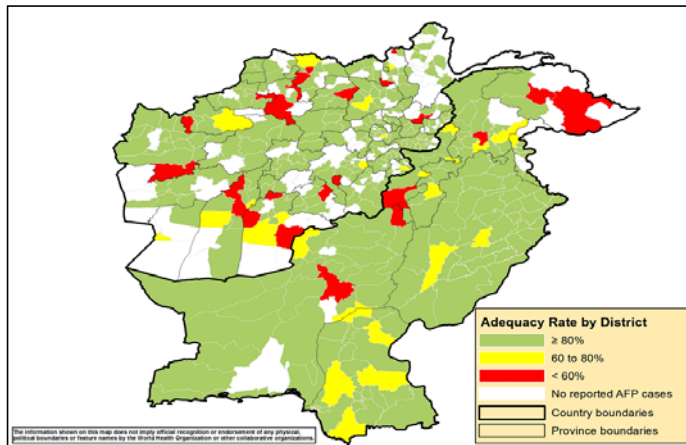 Adequacy Rate by District
≥ 80%
60 to 80%
< 60%
No reported AFP cases
Country boundaries
Province boundaries
The information shown on this map does not imply official recognition or endorsement of any physical,
political boundaries or feature names by the World Health Organization or other collaborative organizations.